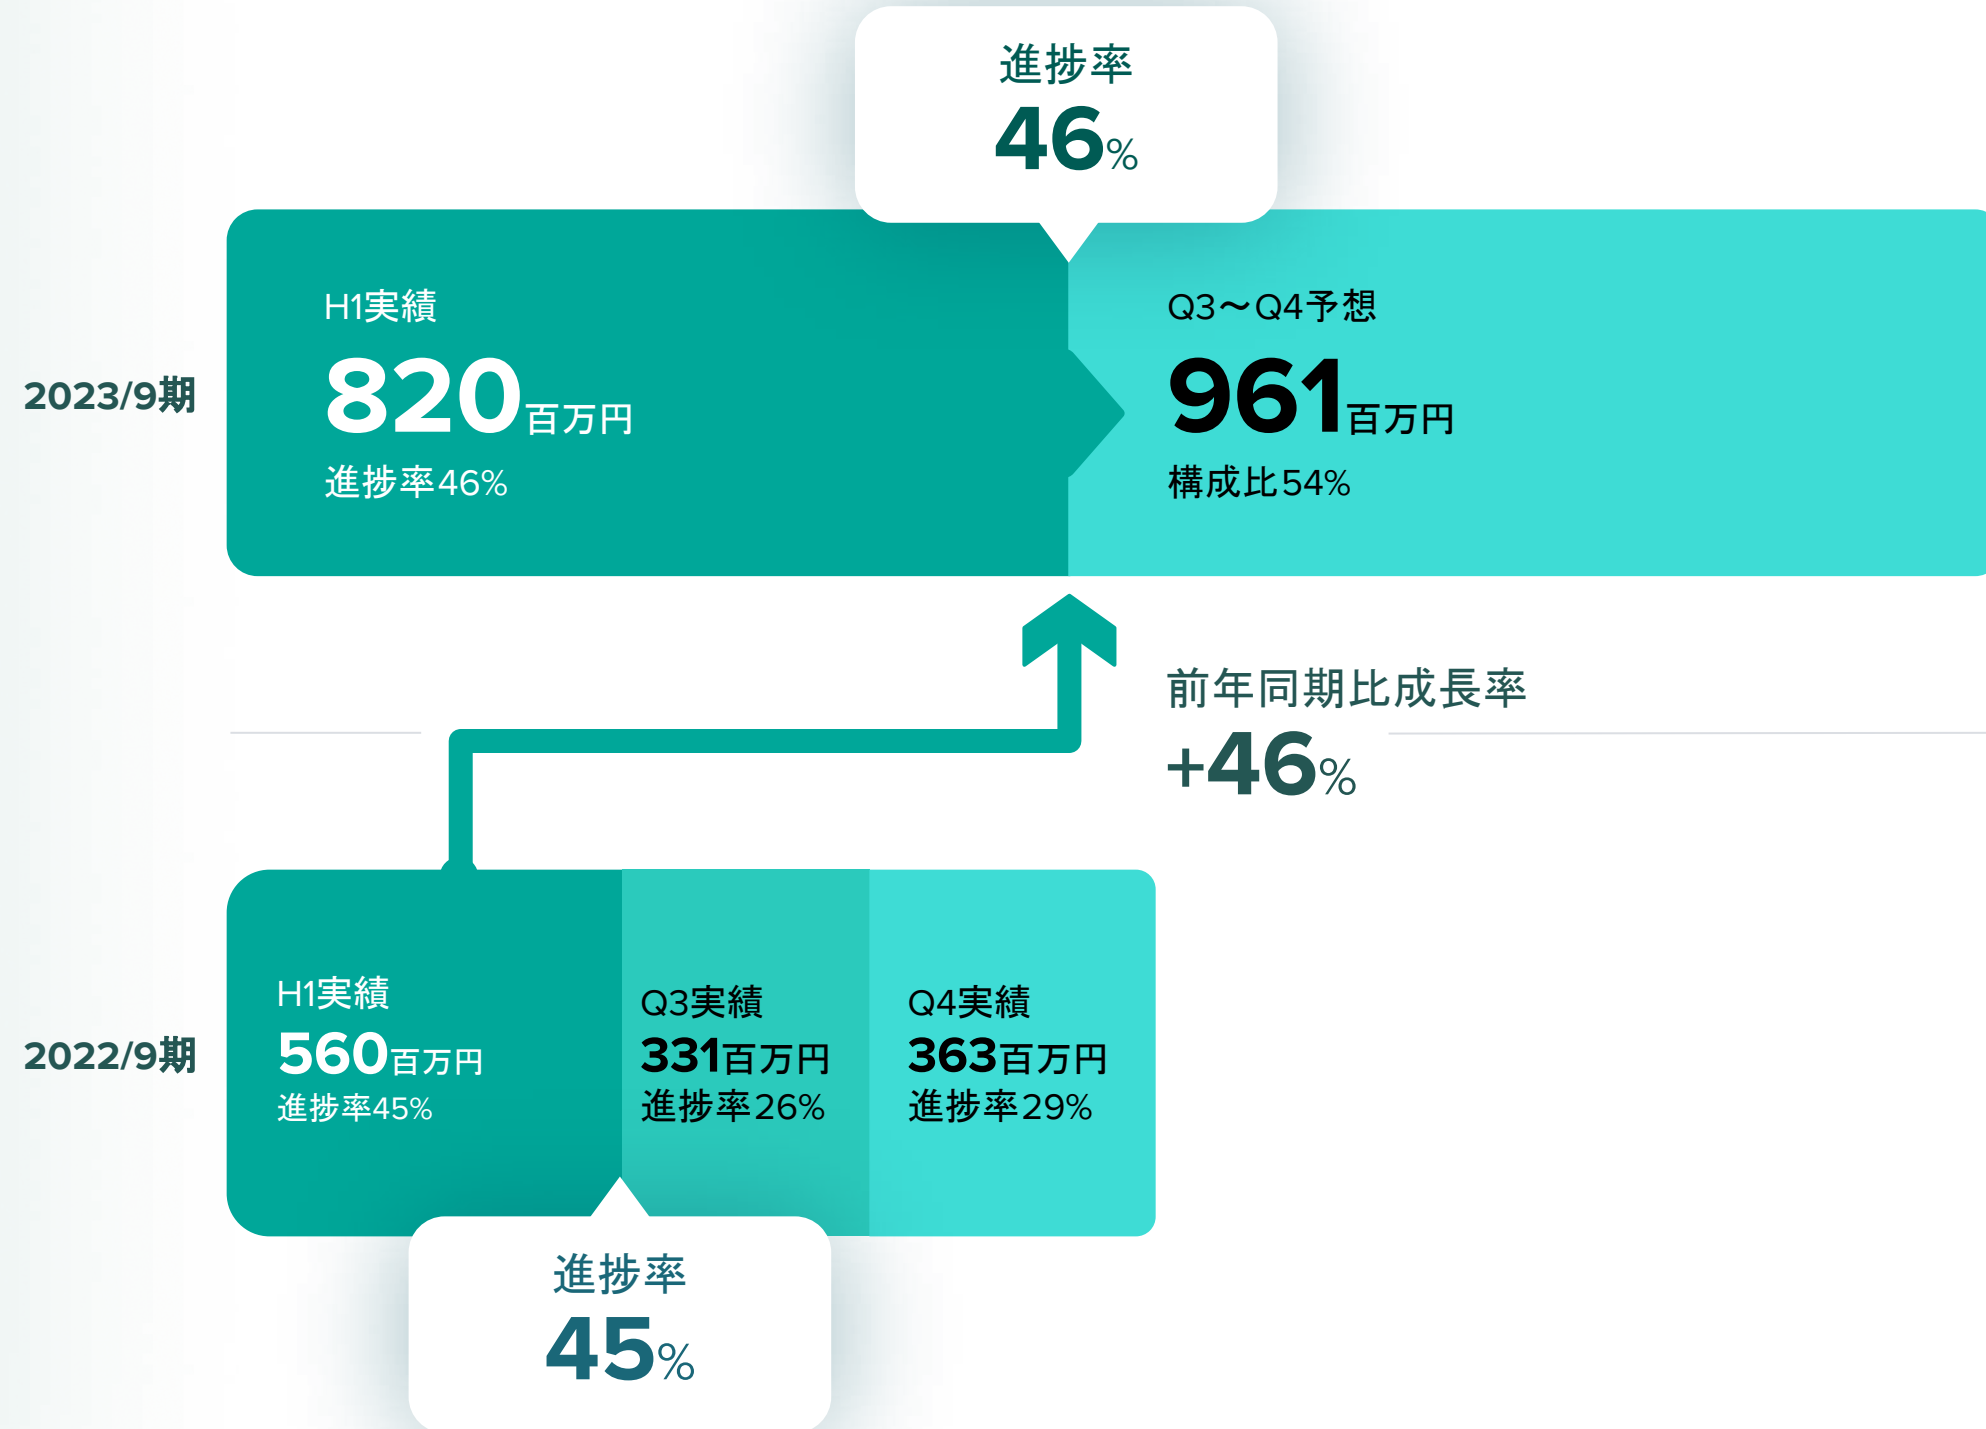 進捗率
46%
2023/9期
H1実績
820百万円
進捗率46%
Q3～Q4予想
961百万円
構成比54%
前年同期比成長率
+46%
2022/9期
H1実績
560百万円
進捗率45%
Q3実績
331百万円
進捗率26%
Q4実績
363百万円
進捗率29%
進捗率
45%